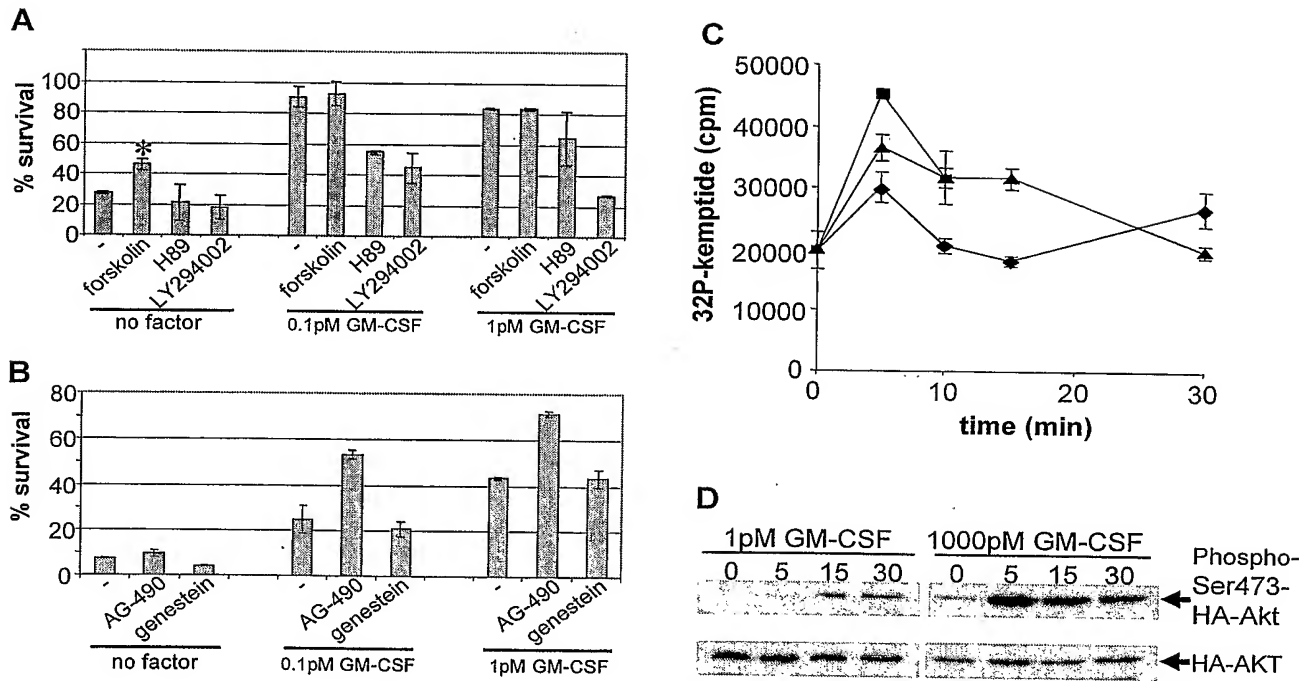 A
% survival
100
80
60
40
20
0
*
-
forskolin
H89
LY294002
-
forskolin
H89
LY294002
-
forskolin
H89
LY294002
no factor
0.1pM GM-CSF
1pM GM-CSF
B
% survival
80
60
40
20
0
-
AG-490
genestein
-
AG-490
genestein
-
AG-490
genestein
no factor
0.1pM GM-CSF
1pM GM-CSF
C
32P-kemptide (cpm)
50000
40000
30000
20000
10000
0
0
10
20
30
time (min)
D
1pM GM-CSF
1000pM GM-CSF
0 5 15 30
0 5 15 30
Phospho-
Ser473-
HA-Akt
HA-AKT